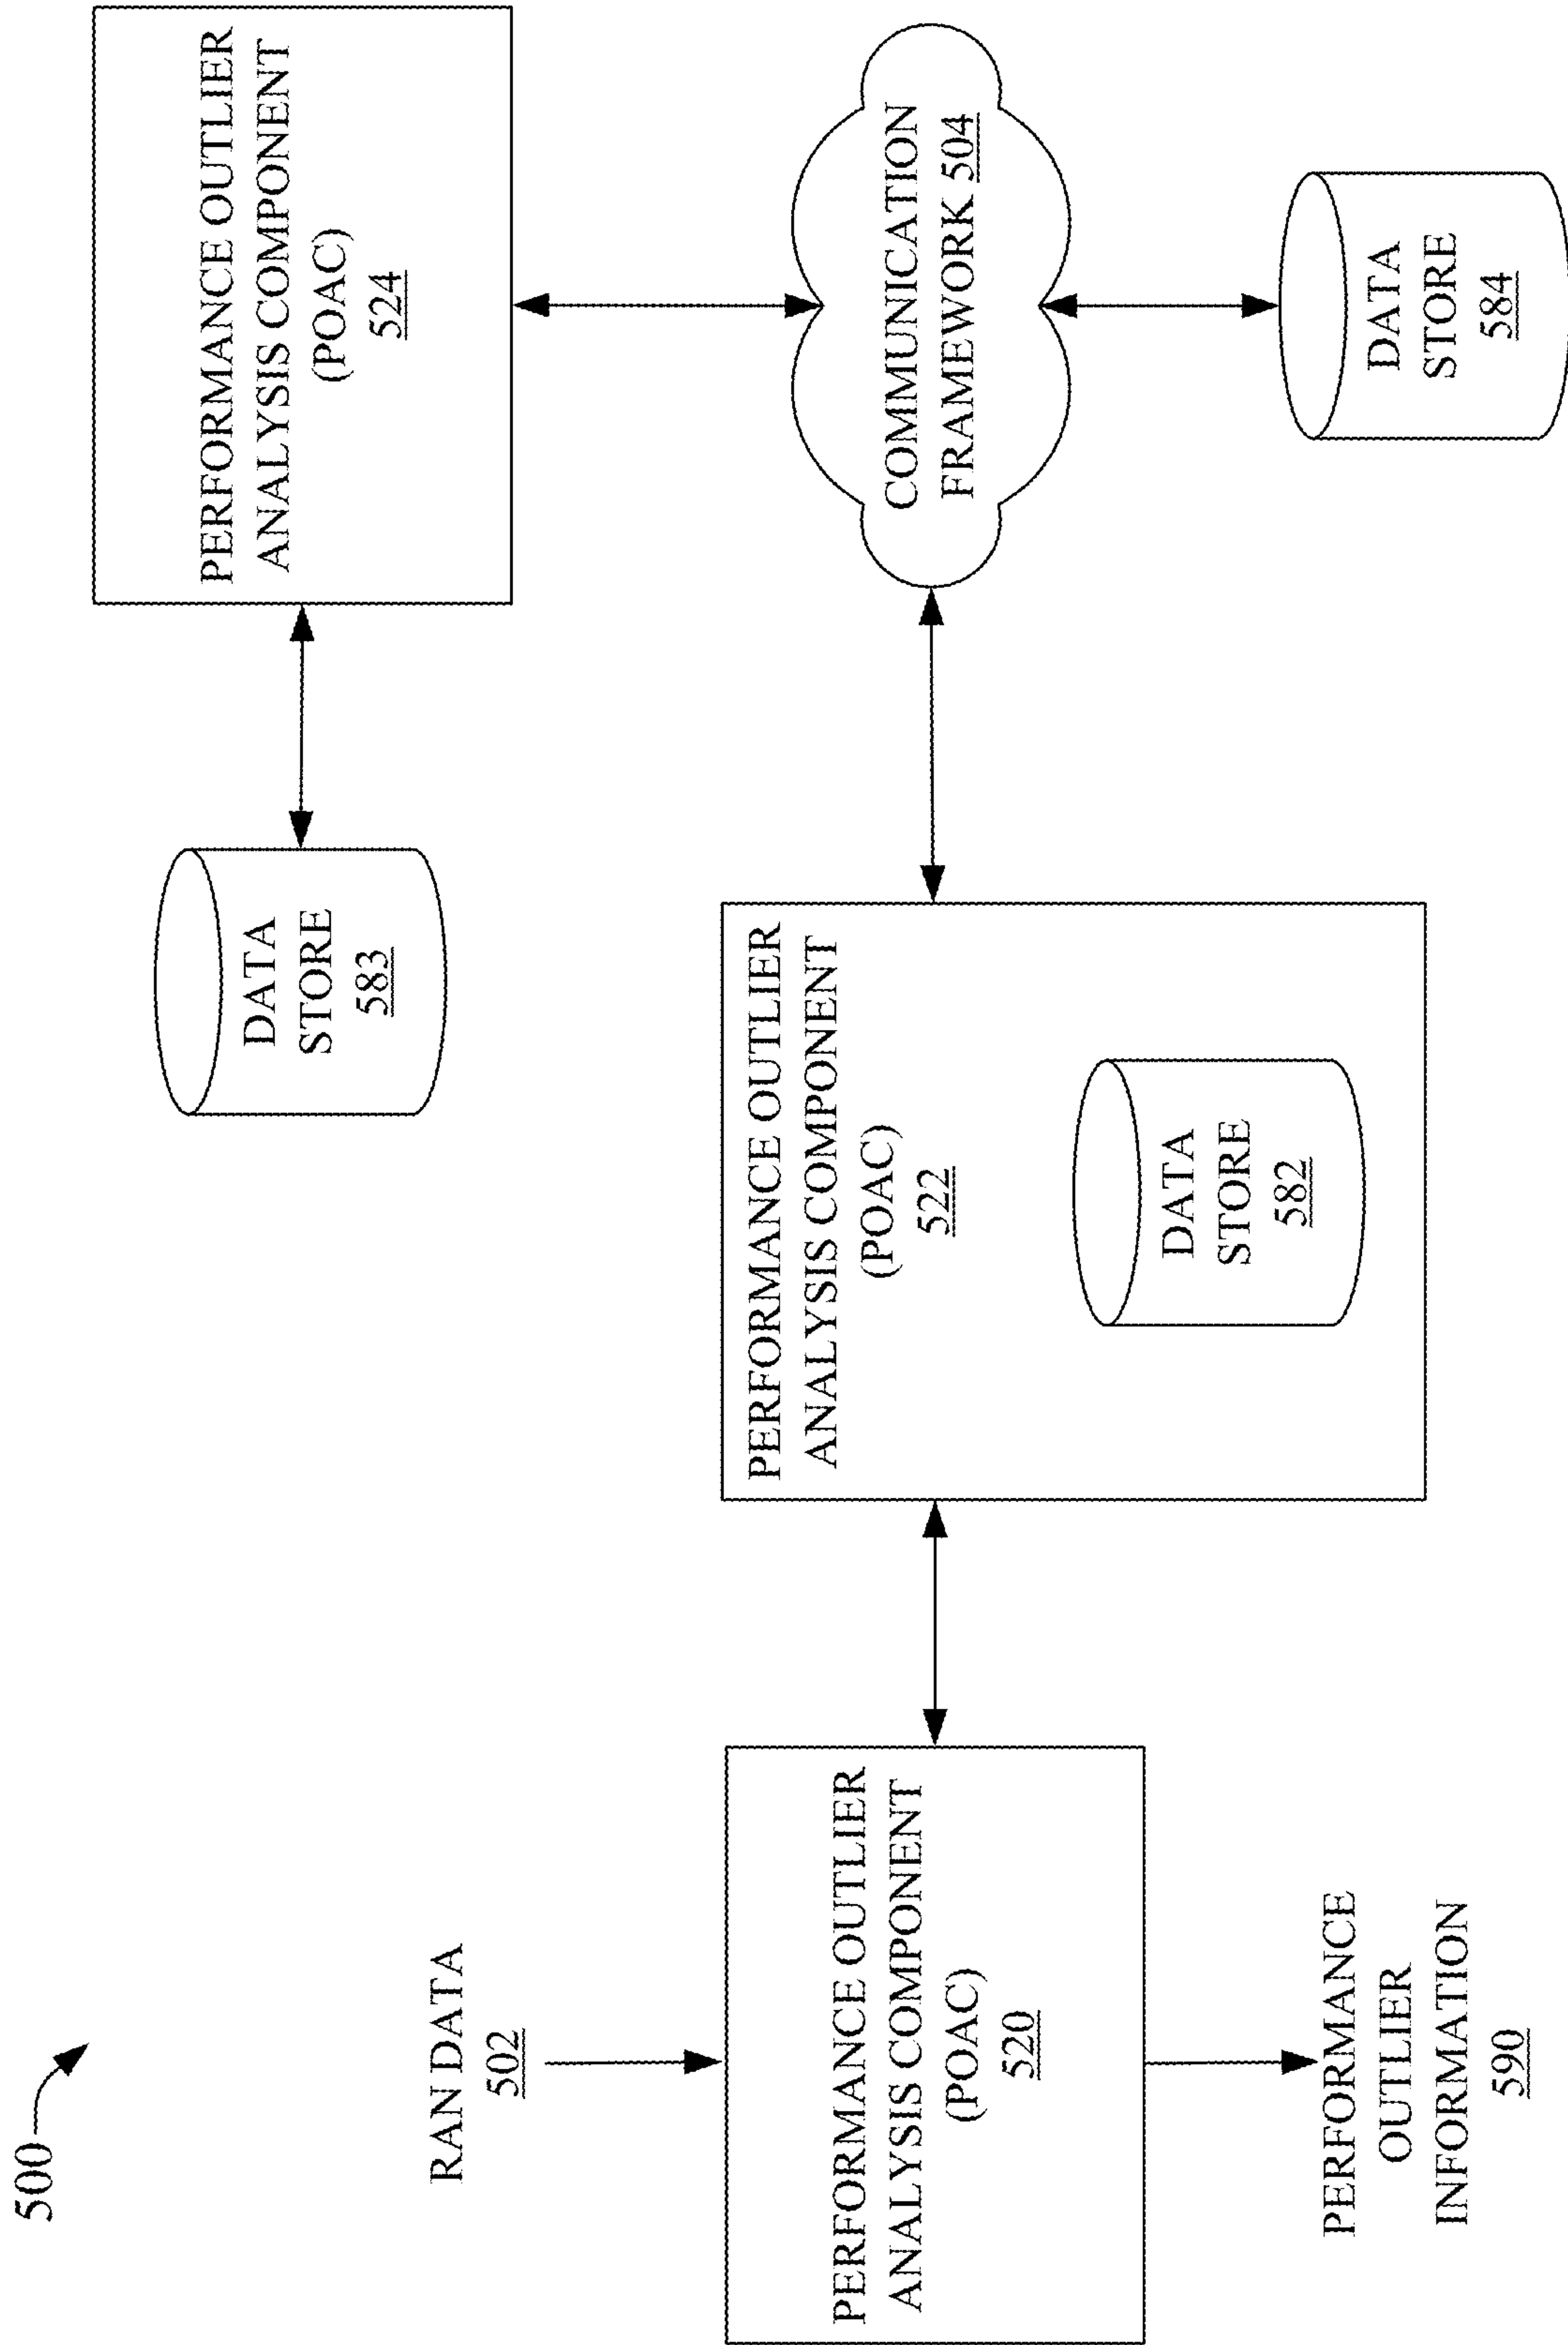 500
RAN DATA
502
PERFORMANCE OUTLIER
ANALYSIS COMPONENT
(POAC)
520
PERFORMANCE
OUTLIER
INFORMATION
590
PERFORMANCE OUTLIER
ANALYSIS COMPONENT
(POAC)
522
DATA
STORE
582
DATA
STORE
583
PERFORMANCE OUTLIER
ANALYSIS COMPONENT
(POAC)
524
COMMUNICATION
FRAMEWORK 504
DATA
STORE
584